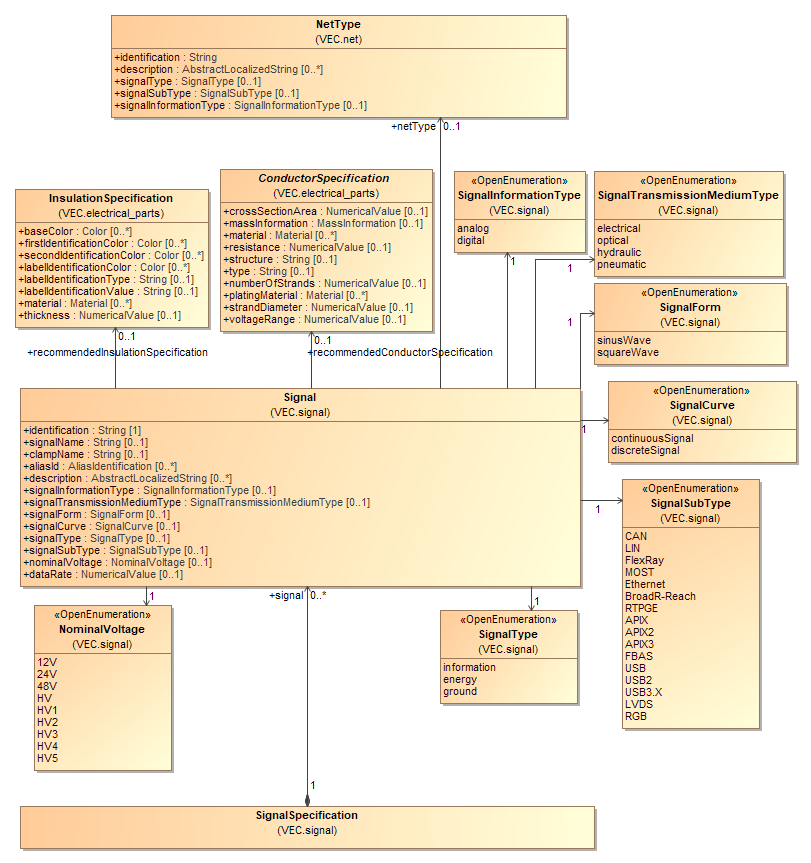 NetType
(VEC.net)
+identification : String
+description : AbstractLocalizedString [0..*]
+signalType : SignalType [0..1]
+signalSubType : SignalSubType [0..1]
+signalInformationType : SignalInformationType [0..1]
+netType 0..1
InsulationSpecification
(VEC.electrical_parts)
+baseColor : Color [0..*]
+firstIdentificationColor : Color [0..*]
+secondIdentificationColor : Color [0..*]
+labelIdentificationColor : Color [0..*]
+labelIdentificationType : String [0..1]
+labelIdentificationValue : String [0..1]
+material : Material [0..*]
+thickness : NumericalValue [0..1]
0..1
+recommendedInsulationSpecification
ConductorSpecification
(VEC.electrical_parts)
+crossSectionArea : NumericalValue [0..1]
+massInformation : MassInformation [0..1]
+material : Material [0..*]
+resistance : NumericalValue [0..1]
+structure : String [0..1]
+type : String [0..1]
+numberOfStrands : NumericalValue [0..1]
+platingMaterial : Material [0..*]
+strandDiameter : NumericalValue [0..1]
+voltageRange : NumericalValue [0..1]
0..1
+recommendedConductorSpecification
«OpenEnumeration»
SignalInformationType
(VEC.signal)
analog
digital
1
«OpenEnumeration»
SignalTransmissionMediumType
(VEC.signal)
electrical
optical
hydraulic
pneumatic
1
«OpenEnumeration»
SignalForm
(VEC.signal)
sinusWave
squareWave
1
«OpenEnumeration»
SignalCurve
(VEC.signal)
continuousSignal
discreteSignal
1
Signal
(VEC.signal)
+identification : String [1]
+signalName : String [0..1]
+clampName : String [0..1]
+aliasId : AliasIdentification [0..*]
+description : AbstractLocalizedString [0..*]
+signalInformationType : SignalInformationType [0..1]
+signalTransmissionMediumType : SignalTransmissionMediumType [0..1]
+signalForm : SignalForm [0..1]
+signalCurve : SignalCurve [0..1]
+signalType : SignalType [0..1]
+signalSubType : SignalSubType [0..1]
+nominalVoltage : NominalVoltage [0..1]
+dataRate : NumericalValue [0..1]
1
«OpenEnumeration»
SignalSubType
(VEC.signal)
CAN
LIN
FlexRay
MOST
Ethernet
BroadR-Reach
RTPGE
APIX
APIX2
APIX3
FBAS
USB
USB2
USB3.X
LVDS
RGB
1
«OpenEnumeration»
NominalVoltage
(VEC.signal)
12V
24V
48V
HV
HV1
HV2
HV3
HV4
HV5
+signal 0..*
1
«OpenEnumeration»
SignalType
(VEC.signal)
information
energy
ground
1
SignalSpecification
(VEC.signal)